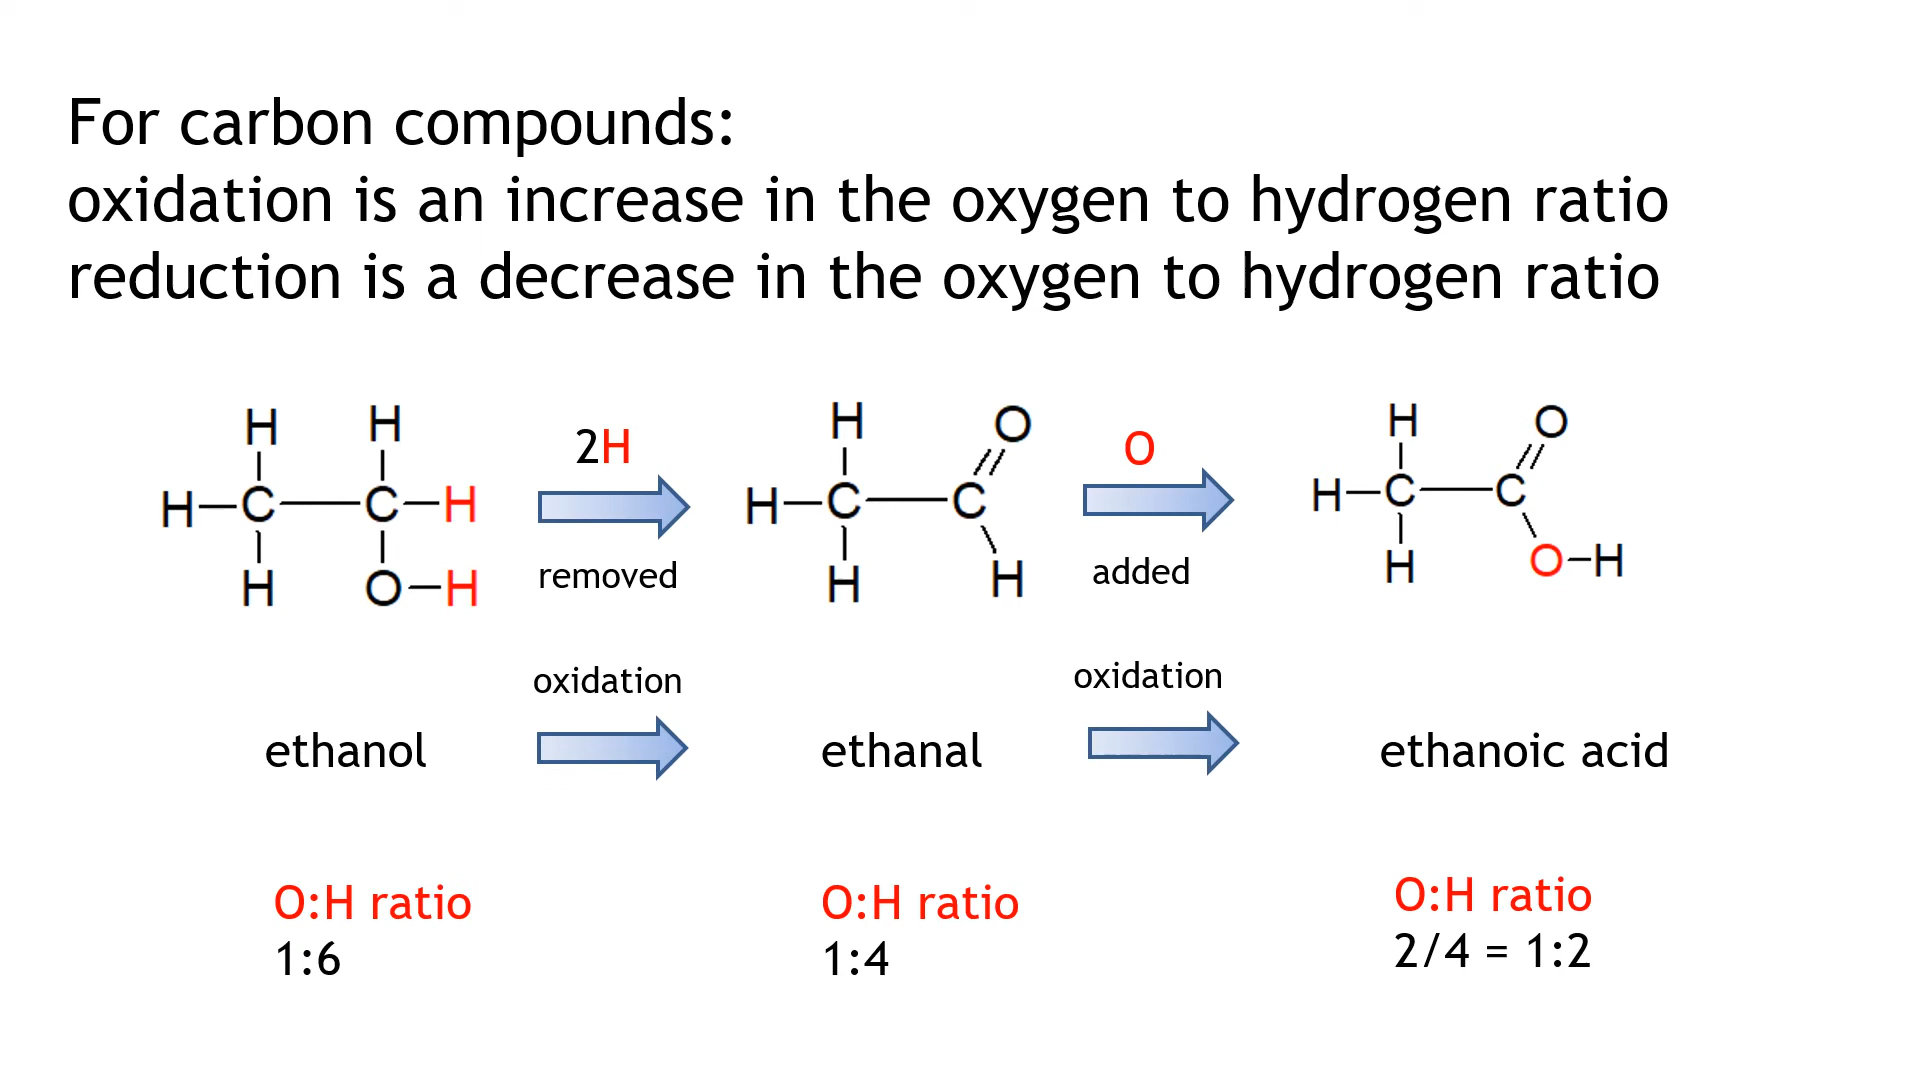 For carbon compounds:
oxidation is an increase in the oxygen to hydrogen ratio
reduction is a decrease in the oxygen to hydrogen ratio
H H
H C C H
H O H
2H
removed
H O
H C C
H H
O
added
H O
H C C
H O H
oxidation
oxidation
ethanol
ethanal
ethanoic acid
O:H ratio
1:6
O:H ratio
1:4
O:H ratio
2/4 = 1:2